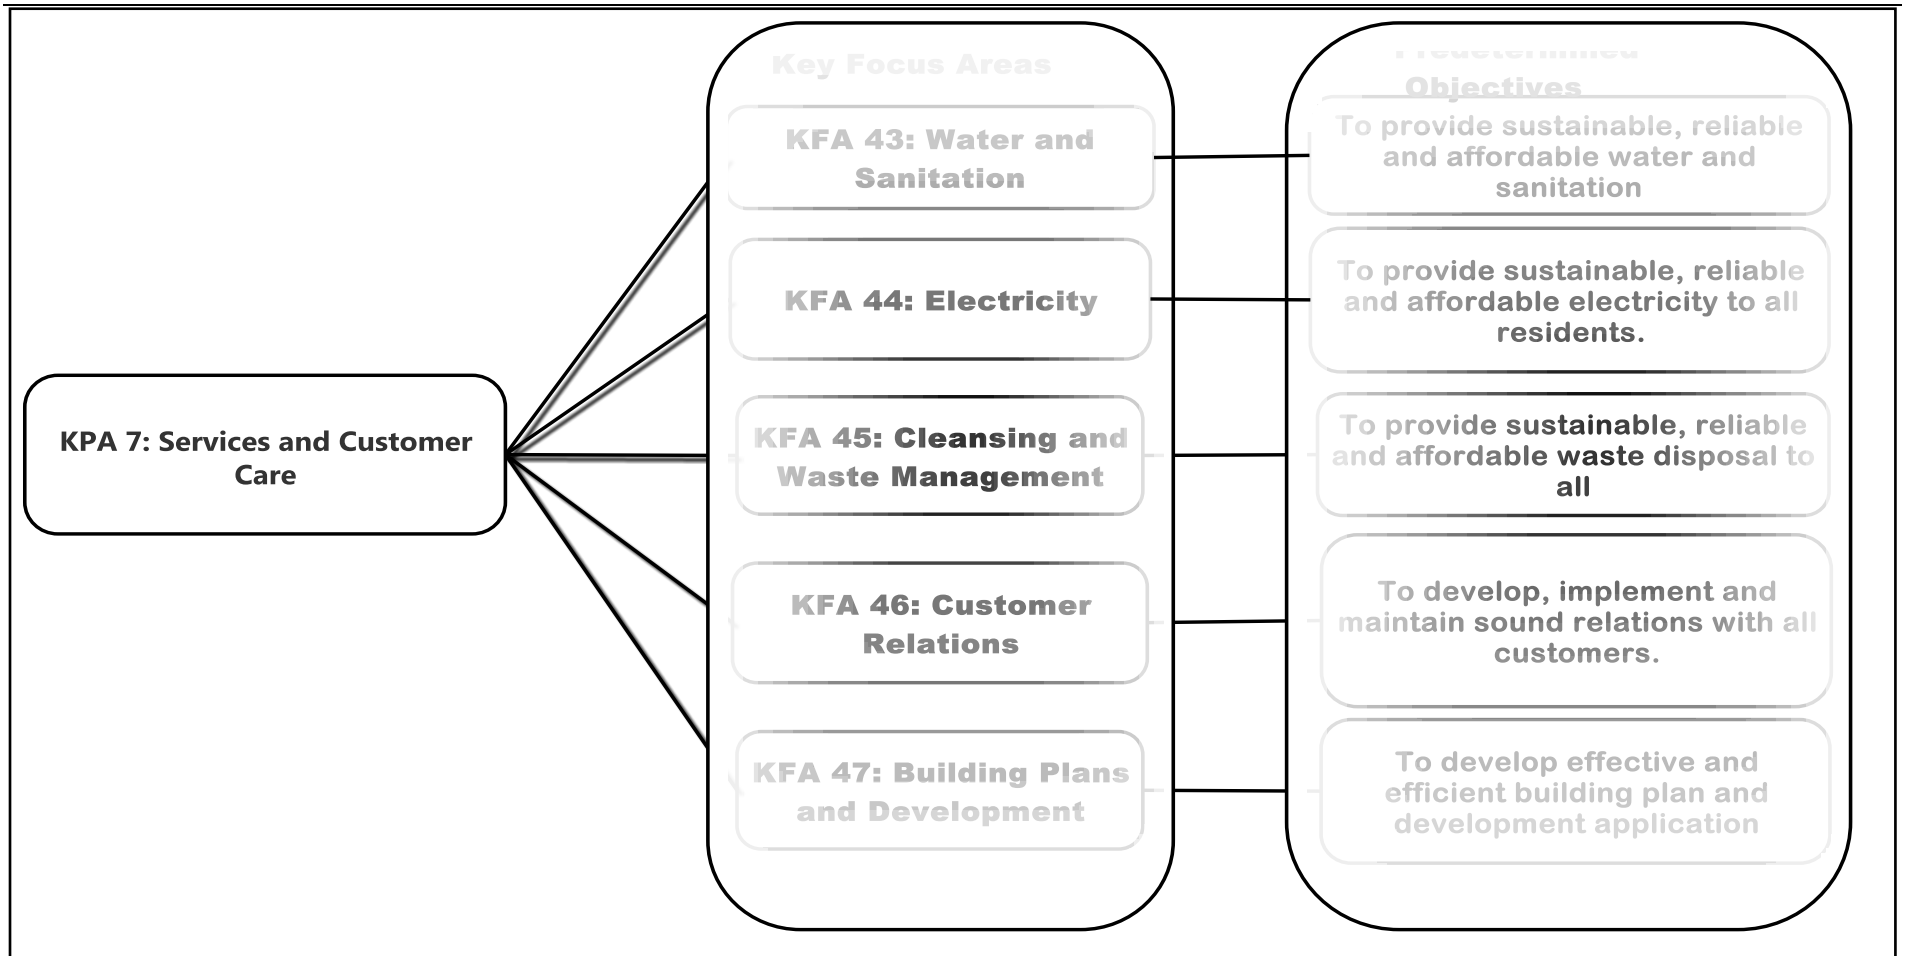 Key Focus Areas
Predetermined
Objectives
KPA 7: Services and Customer
Care
KFA 43: Water and
Sanitation
To provide sustainable, reliable
and affordable water and
sanitation
KFA 44: Electricity
To provide sustainable, reliable
and affordable electricity to all
residents.
KFA 45: Cleansing and
Waste Management
To provide sustainable, reliable
and affordable waste disposal to
all
KFA 46: Customer
Relations
To develop, implement and
maintain sound relations with all
customers.
KFA 47: Building Plans
and Development
To develop effective and
efficient building plan and
development application